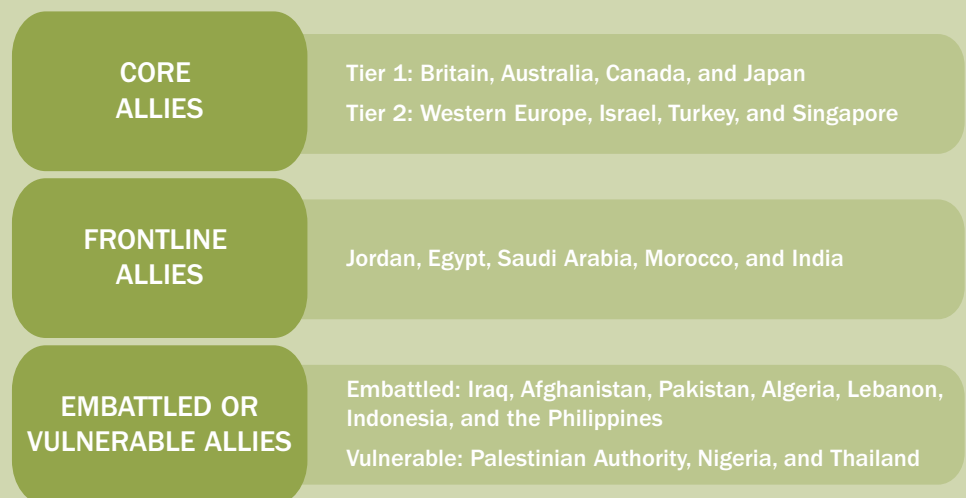 CORE
ALLIES
Tier 1: Britain, Australia, Canada, and Japan
Tier 2: Western Europe, Israel, Turkey, and Singapore
FRONTLINE
ALLIES
Jordan, Egypt, Saudi Arabia, Morocco, and India
EMBATTLED OR
VULNERABLE ALLIES
Embattled: Iraq, Afghanistan, Pakistan, Algeria, Lebanon,
Indonesia, and the Philippines
Vulnerable: Palestinian Authority, Nigeria, and Thailand